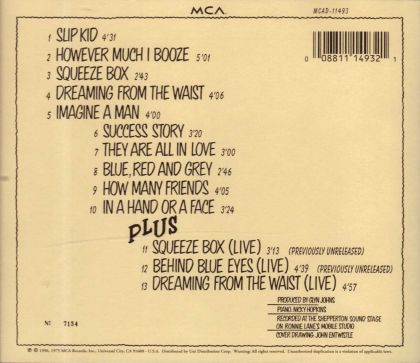 MCA
MCAD-11493
1 SLIP KID 4'31
2 HOWEVER MUCH I BOOZE 5'01
3 SQUEEZE BOX 2'43
4 DREAMING FROM THE WAIST 4'06
5 IMAGINE A MAN 4'00
6 SUCCESS STORY 3'20
7 THEY ARE ALL IN LOVE 3'00
8 BLUE, RED AND GREY 2'46
9 HOW MANY FRIENDS 4'05
10 IN A HAND OR A FACE 3'24
0 08811 14932 1
PLUS
11 SQUEEZE BOX (LIVE) 3'13 (PREVIOUSLY UNRELEASED)
12 BEHIND BLUE EYES (LIVE) 4'39 (PREVIOUSLY UNRELEASED)
13 DREAMING FROM THE WAIST (LIVE) 4'57
PRODUCED BY GLYN JOHNS
PIANO: NICKY HOPKINS
RECORDED AT THE SHEPPERTON SOUND STAGE
ON RONNIE LANE'S MOBILE STUDIO
COVER DRAWING JOHN ENTWISTLE
Nº 7134
℗ © 1996, 1975 MCA Records, Inc., Universal City, CA 91608 - U.S.A. Distributed by Uni Distribution Corp. Warning: All rights reserved. Unauthorized duplication is a violation of applicable laws.